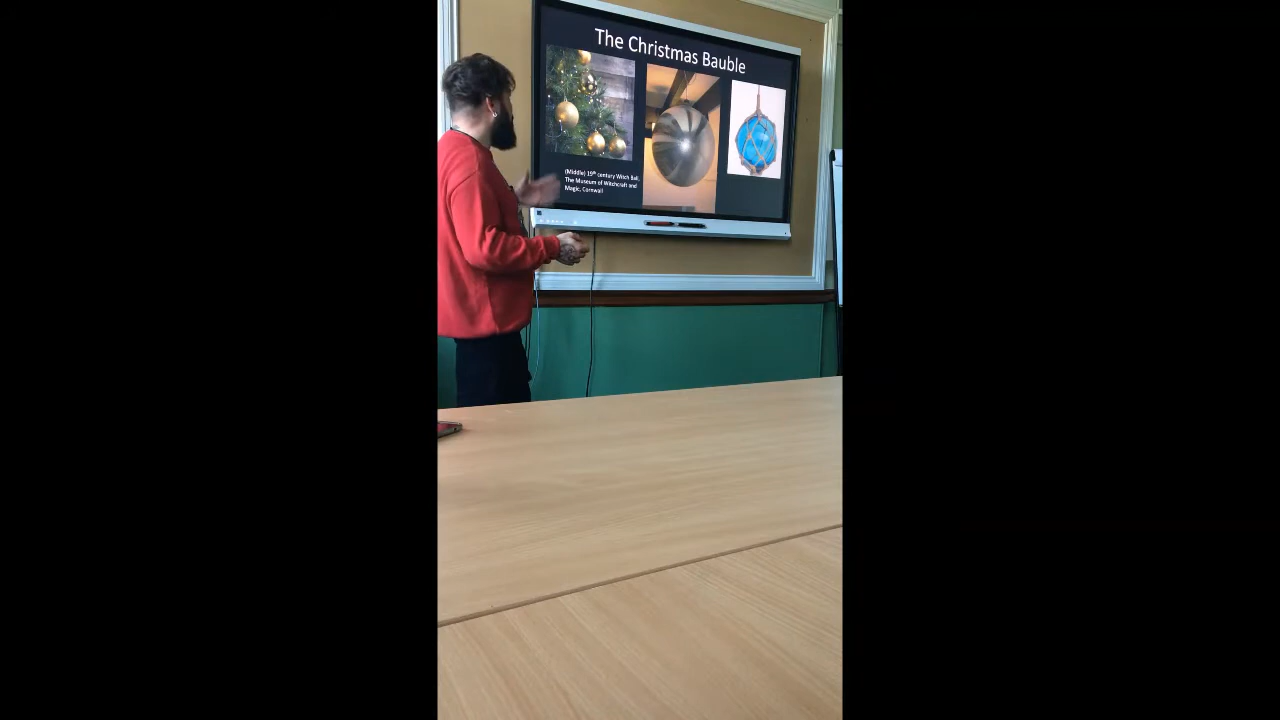 The Christmas Bauble
(Middle) 19th century Witch Ball,
The Museum of Witchcraft and
Magic, Cornwall